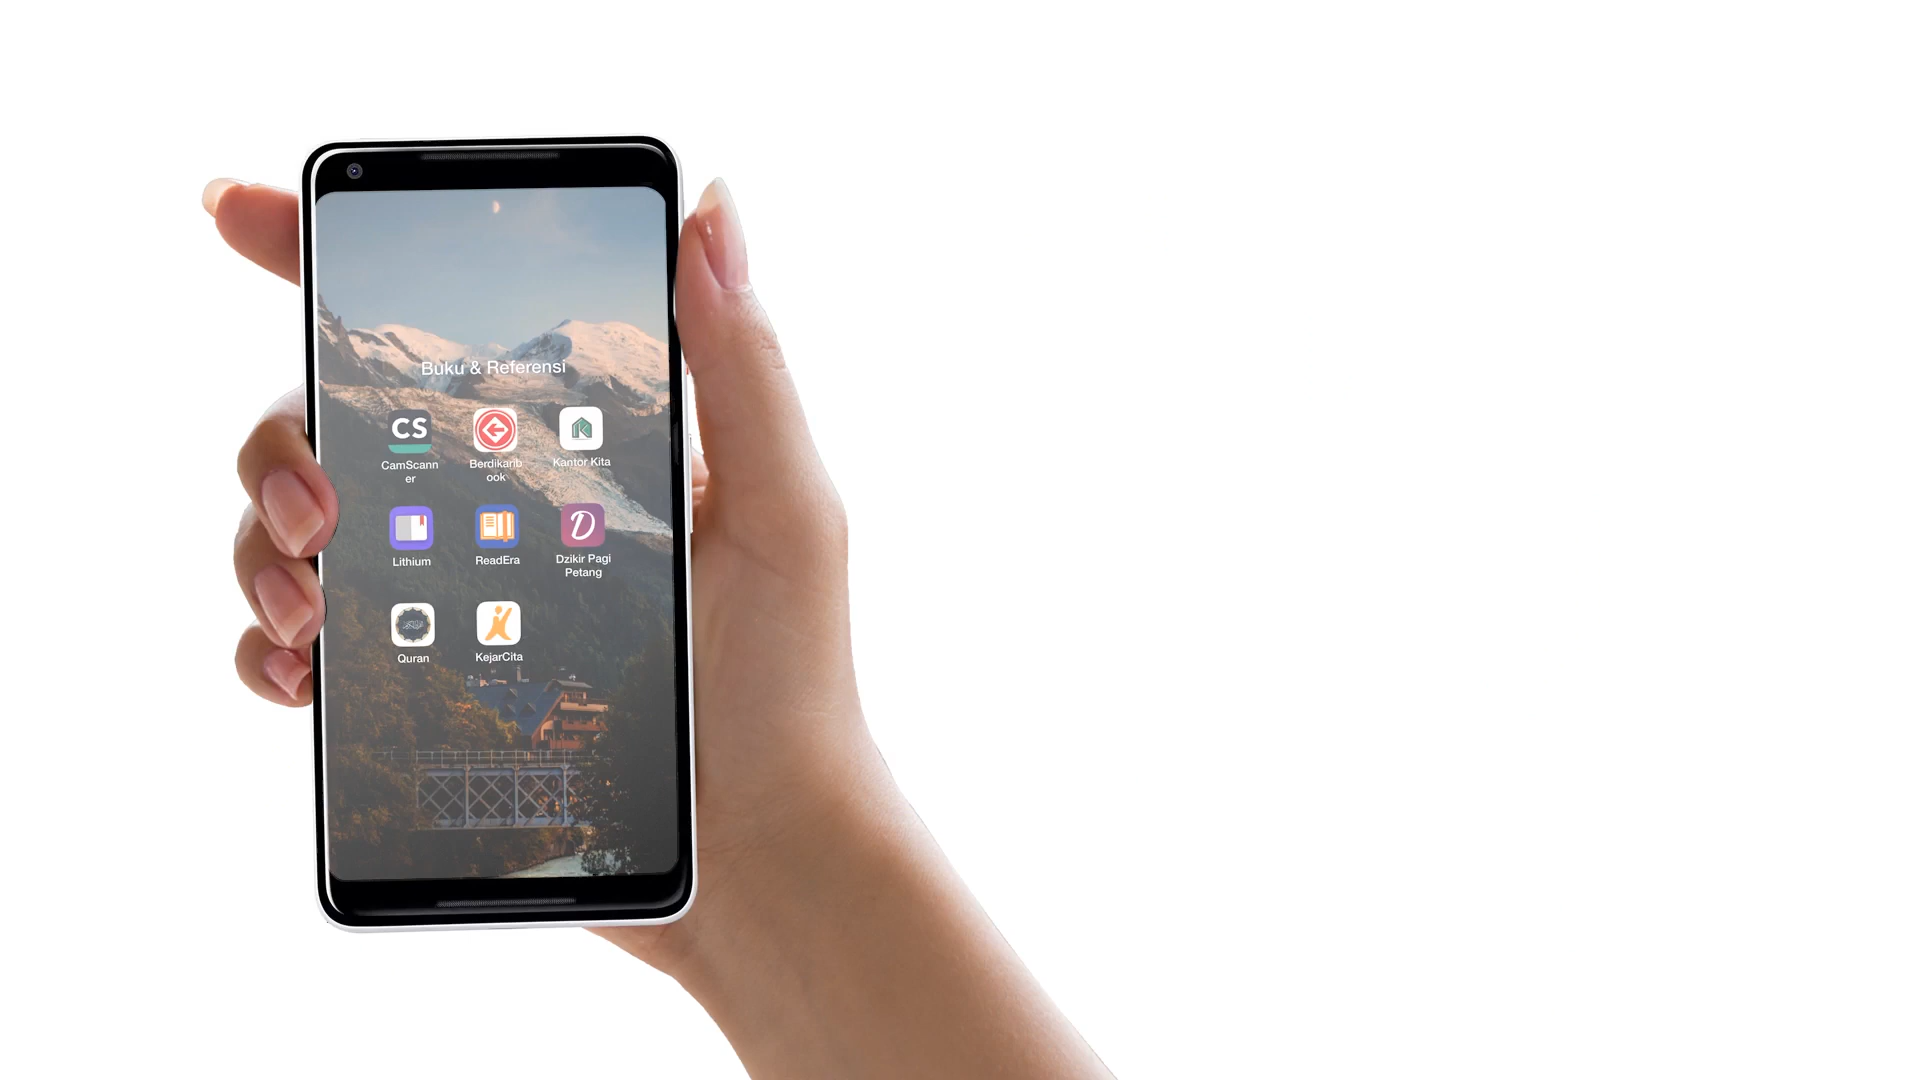 Buku & Referensi
CS
CamScann
er
Berdikarib
ook
Kantor Kita
Lithium
ReadEra
D
Dzikir Pagi
Petang
Quran
KejarCita